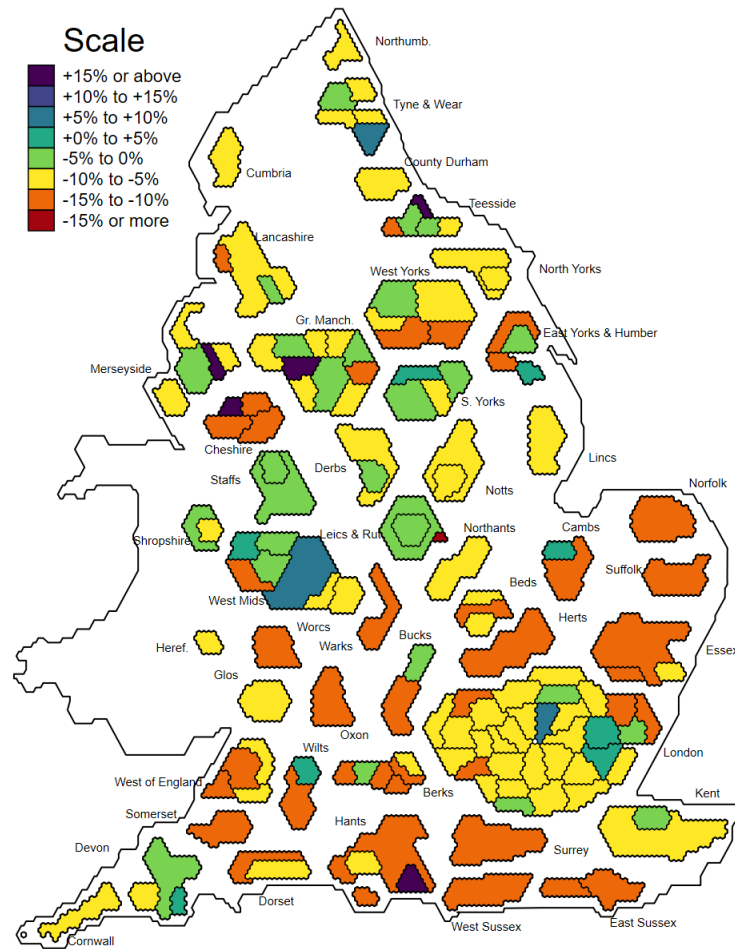 Scale
+15% or above
+10% to +15%
+5% to +10%
+0% to +5%
-5% to 0%
-10% to -5%
-15% to -10%
-15% or more
Northumb.
Tyne & Wear
County Durham
Cumbria
Teesside
Lancashire
West Yorks
North Yorks
Gr. Manch.
East Yorks & Humber
Merseyside
S. Yorks
Cheshire
Staffs
Derbs
Notts
Lincs
Norfolk
Shropshire
Leics & Rut
Northants
Cambs
Suffolk
West Mids
Beds
Worcs
Warks
Bucks
Herts
Heref.
Essex
Glos
Oxon
Wilts
London
West of England
Berks
Kent
Somerset
Hants
Devon
Surrey
Dorset
West Sussex
East Sussex
Cornwall